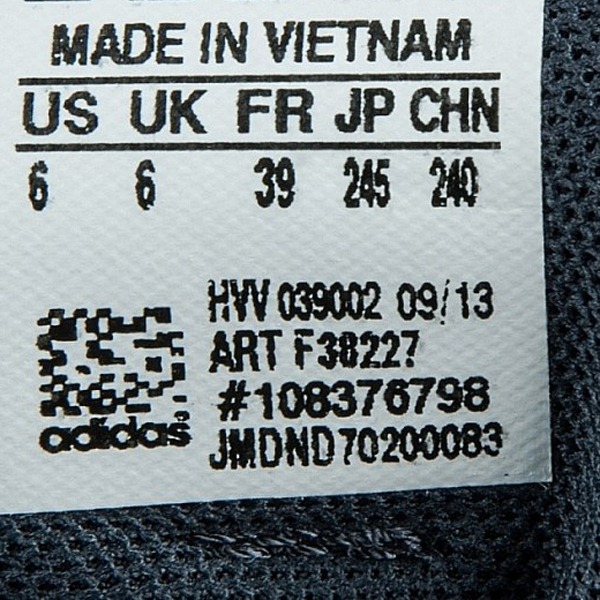 MADE IN VIETNAM
US UK FR JP CHN
6 6 39 245 240
HVV 039002 09/13
ART F38227
#108376798
adidas
JMDND70200083